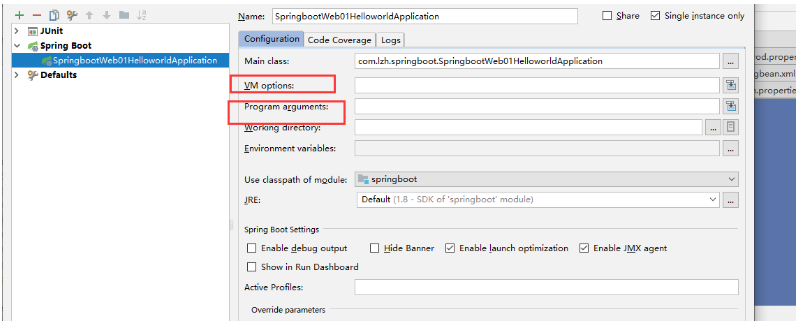 Name: SpringbootWeb01HelloworldApplication Share Single instance only
JUnit
Spring Boot
SpringbootWeb01HelloworldApplication
Defaults
Configuration Code Coverage Logs
Main class: com.lzh.springboot.SpringbootWeb01HelloworldApplication ...
VM options:
Program arguments:
Working directory: ...
Environment variables: ...
Use classpath of module: springboot
JRE: Default (1.8 - SDK of 'springboot' module) ...
Spring Boot Settings
Enable debug output Hide Banner Enable launch optimization Enable JMX agent
Show in Run Dashboard
Active Profiles:
Override parameters
rod.prope
gbean.xml
.properties